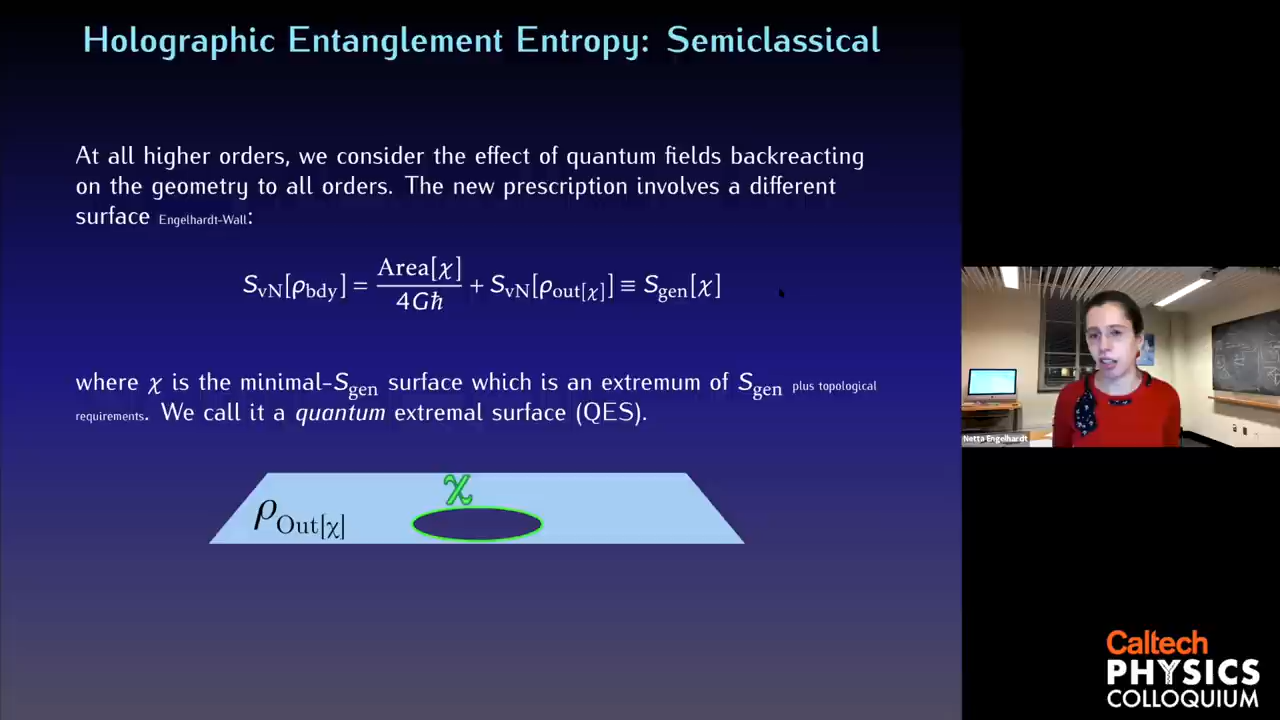 Holographic Entanglement Entropy: Semiclassical
At all higher orders, we consider the effect of quantum fields backreacting
on the geometry to all orders. The new prescription involves a different
surface Engelhardt-Wall:
S_vN[ρ_bdy] = Area[χ] / 4Għ + S_vN[ρ_out[χ]] ≡ S_gen[χ]
where χ is the minimal-S_gen surface which is an extremum of S_gen plus topological
requirements. We call it a quantum extremal surface (QES).
χ
ρ_Out[χ]
Netta Engelhardt
Caltech
PHYSICS
COLLOQUIUM